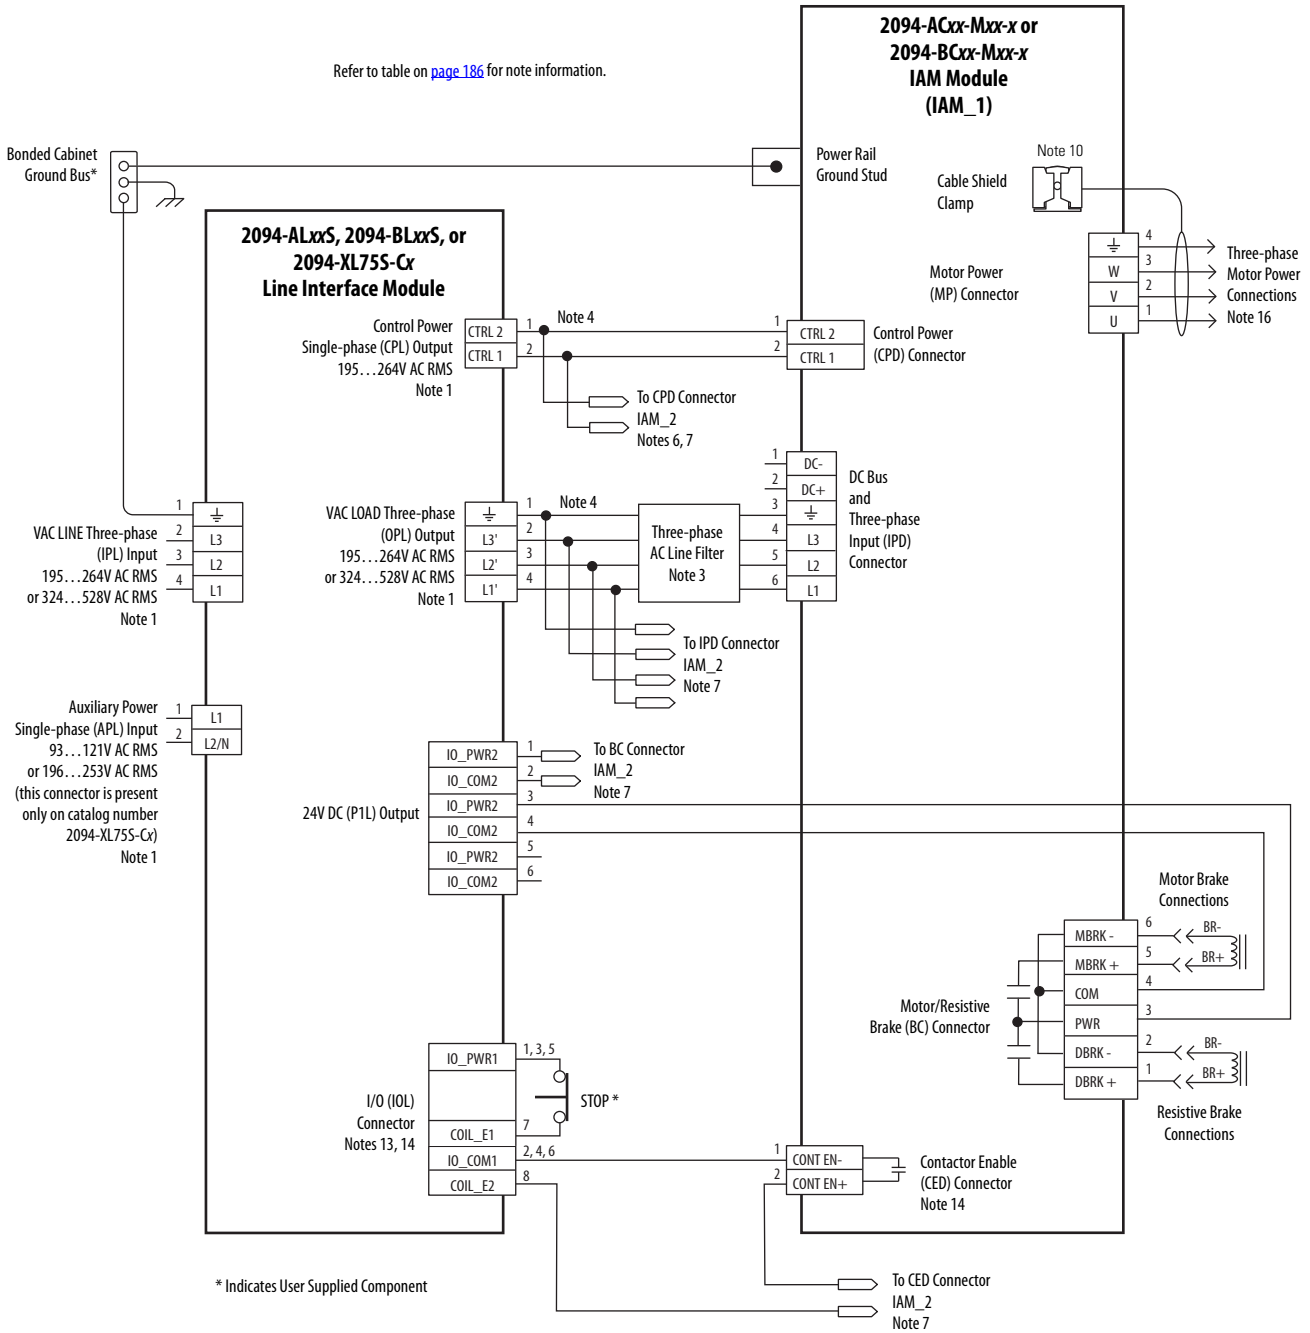 2094-ACxx-Mxx-x or
2094-BCxx-Mxx-x
IAM Module
(IAM_1)
Refer to table on page 186 for note information.
Bonded Cabinet
Ground Bus*
Power Rail
Ground Stud
Note 10
Cable Shield
Clamp
2094-ALxxS, 2094-BLxxS, or
2094-XL75S-Cx
Line Interface Module
Motor Power
(MP) Connector
4
W
3
V
2
U
1
Three-phase
Motor Power
Connections
Note 16
Control Power
Single-phase (CPL) Output
195…264V AC RMS
Note 1
CTRL 2
1
CTRL 1
2
Note 4
1
CTRL 2
2
CTRL 1
Control Power
(CPD) Connector
To CPD Connector
IAM_2
Notes 6, 7
VAC LINE Three-phase
(IPL) Input
195…264V AC RMS
or 324…528V AC RMS
Note 1
1
2
L3
3
L2
4
L1
VAC LOAD Three-phase
(OPL) Output
195…264V AC RMS
or 324…528V AC RMS
Note 1
1
L3'
2
L2'
3
L1'
4
Note 4
Three-phase
AC Line Filter
Note 3
1
DC-
2
DC+
3
4
L3
5
L2
6
L1
DC Bus
and
Three-phase
Input (IPD)
Connector
To IPD Connector
IAM_2
Note 7
Auxiliary Power
Single-phase (APL) Input
93…121V AC RMS
or 196…253V AC RMS
(this connector is present
only on catalog number
2094-XL75S-Cx)
Note 1
1
L1
2
L2/N
24V DC (P1L) Output
IO_PWR2
1
IO_COM2
2
IO_PWR2
3
IO_COM2
4
IO_PWR2
5
IO_COM2
6
To BC Connector
IAM_2
Note 7
Motor Brake
Connections
Motor/Resistive
Brake (BC) Connector
MBRK -
6
BR-
MBRK +
5
BR+
COM
4
PWR
3
DBRK -
2
BR-
DBRK +
1
BR+
Resistive Brake
Connections
I/O (IOL)
Connector
Notes 13, 14
IO_PWR1
1, 3, 5
STOP *
COIL_E1
7
IO_COM1
2, 4, 6
COIL_E2
8
1
CONT EN-
2
CONT EN+
Contactor Enable
(CED) Connector
Note 14
* Indicates User Supplied Component
To CED Connector
IAM_2
Note 7